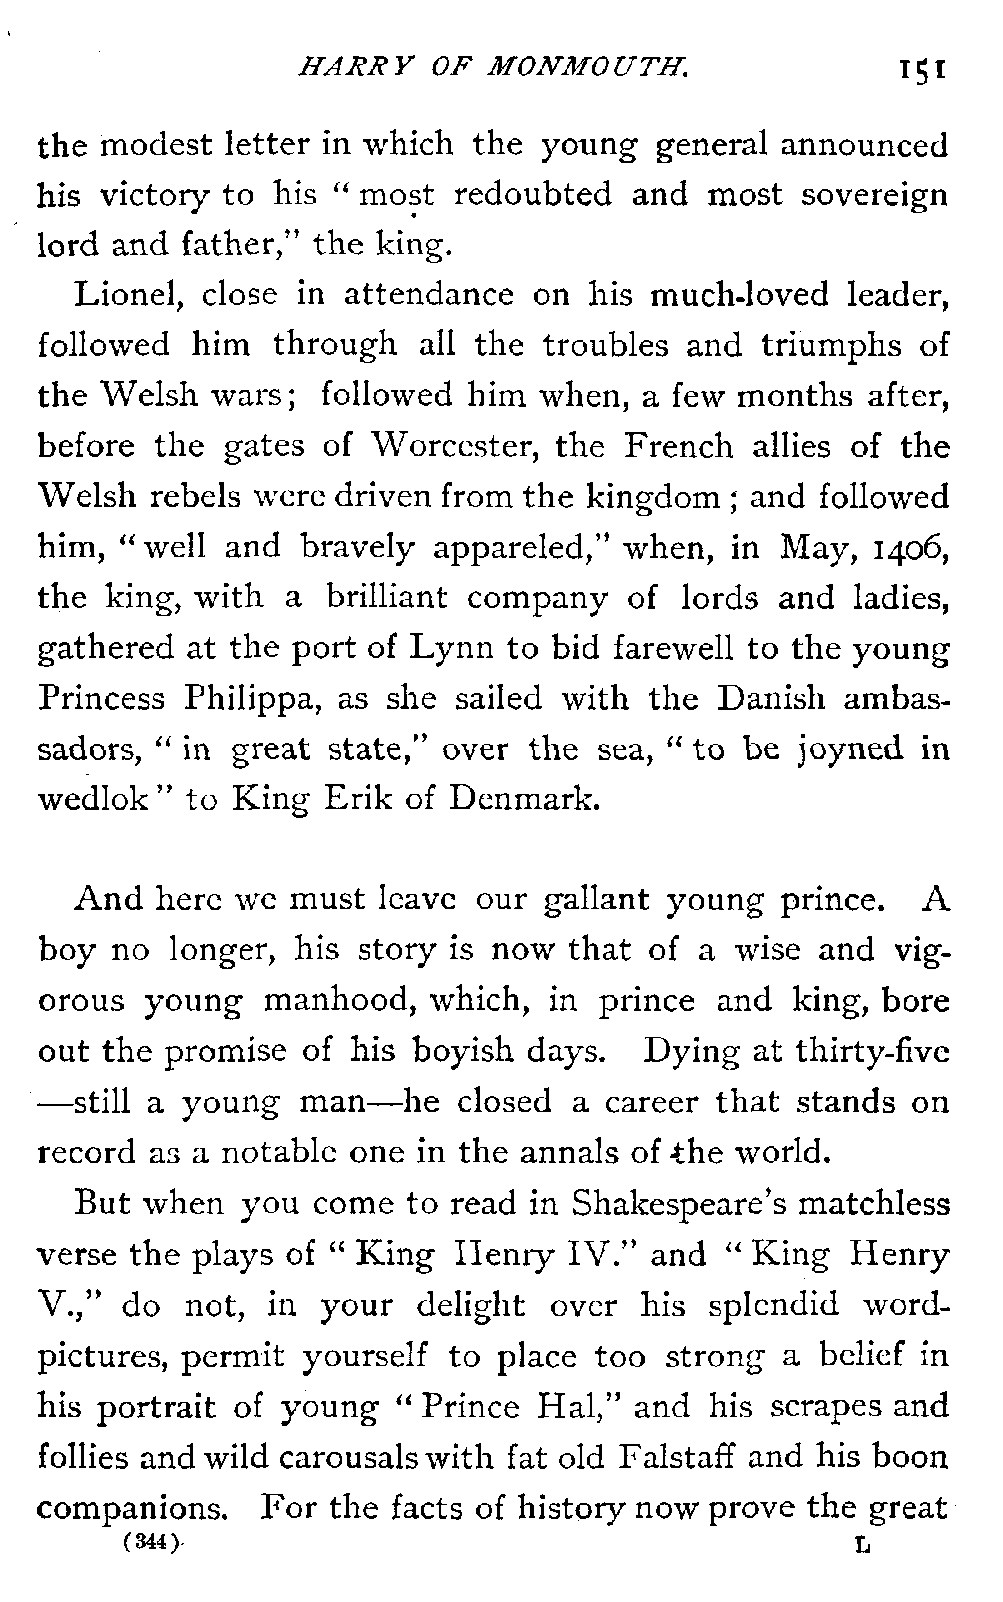 HARRY OF MONMOUTH. 151
the modest letter in which the young general announced
his victory to his “ most redoubted and most sovereign
lord and father,” the king.
Lionel, close in attendance on his much-loved leader,
followed him through all the troubles and triumphs of
the Welsh wars; followed him when, a few months after,
before the gates of Worcester, the French allies of the
Welsh rebels were driven from the kingdom ; and followed
him, “ well and bravely appareled,” when, in May, 1406,
the king, with a brilliant company of lords and ladies,
gathered at the port of Lynn to bid farewell to the young
Princess Philippa, as she sailed with the Danish ambas-
sadors, “ in great state,” over the sea, “ to be joyned in
wedlok ” to King Erik of Denmark.
And here we must leave our gallant young prince. A
boy no longer, his story is now that of a wise and vig-
orous young manhood, which, in prince and king, bore
out the promise of his boyish days. Dying at thirty-five
—still a young man—he closed a career that stands on
record as a notable one in the annals of the world.
But when you come to read in Shakespeare’s matchless
verse the plays of “ King Henry IV.” and “ King Henry
V.,” do not, in your delight over his splendid word-
pictures, permit yourself to place too strong a belief in
his portrait of young “ Prince Hal,” and his scrapes and
follies and wild carousals with fat old Falstaff and his boon
companions. For the facts of history now prove the great
(344) L